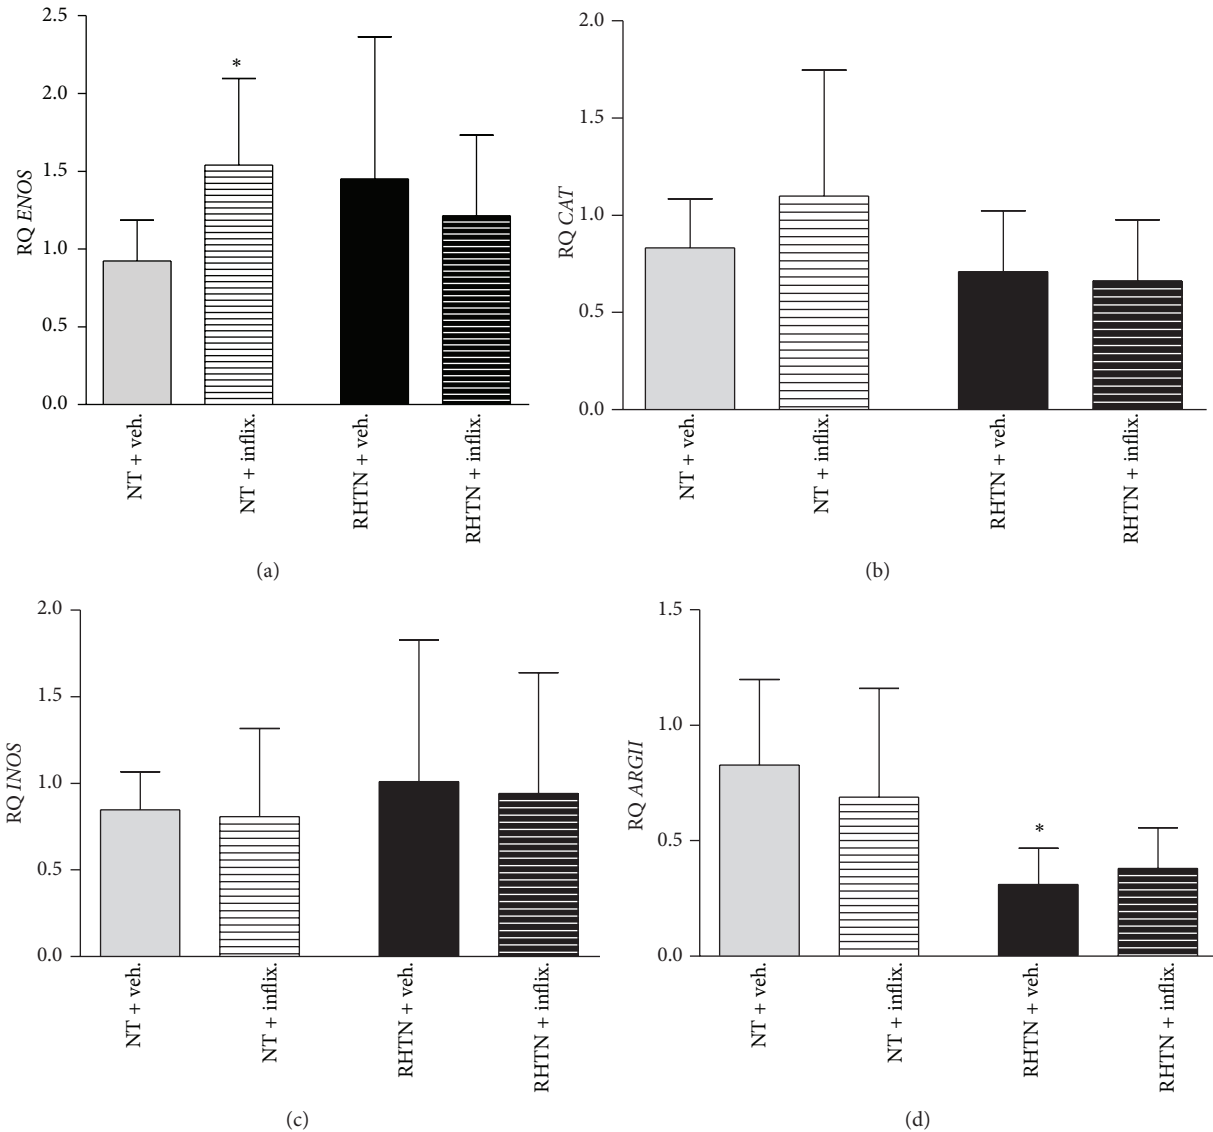 2.5
2.0
1.5
1.0
0.5
0.0
RQ ENOS
*
NT + veh.
NT + inflix.
RHTN + veh.
RHTN + inflix.
(a)
2.0
1.5
1.0
0.5
0.0
RQ CAT
NT + veh.
NT + inflix.
RHTN + veh.
RHTN + inflix.
(b)
2.0
1.5
1.0
0.5
0.0
RQ INOS
NT + veh.
NT + inflix.
RHTN + veh.
RHTN + inflix.
(c)
1.5
1.0
0.5
0.0
RQ ARGII
*
NT + veh.
NT + inflix.
RHTN + veh.
RHTN + inflix.
(d)